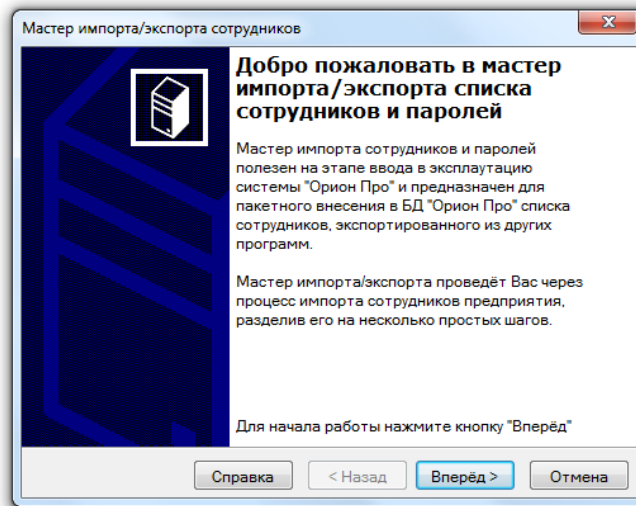 Мастер импорта/экспорта сотрудников
Добро пожаловать в мастер
импорта/экспорта списка
сотрудников и паролей
Мастер импорта сотрудников и паролей
полезен на этапе ввода в эксплаутацию
системы "Орион Про" и предназначен для
пакетного внесения в БД "Орион Про" списка
сотрудников, экспортированного из других
программ.
Мастер импорта/экспорта проведёт Вас через
процесс импорта сотрудников предприятия,
разделив его на несколько простых шагов.
Для начала работы нажмите кнопку "Вперёд"
Справка < Назад Вперёд > Отмена